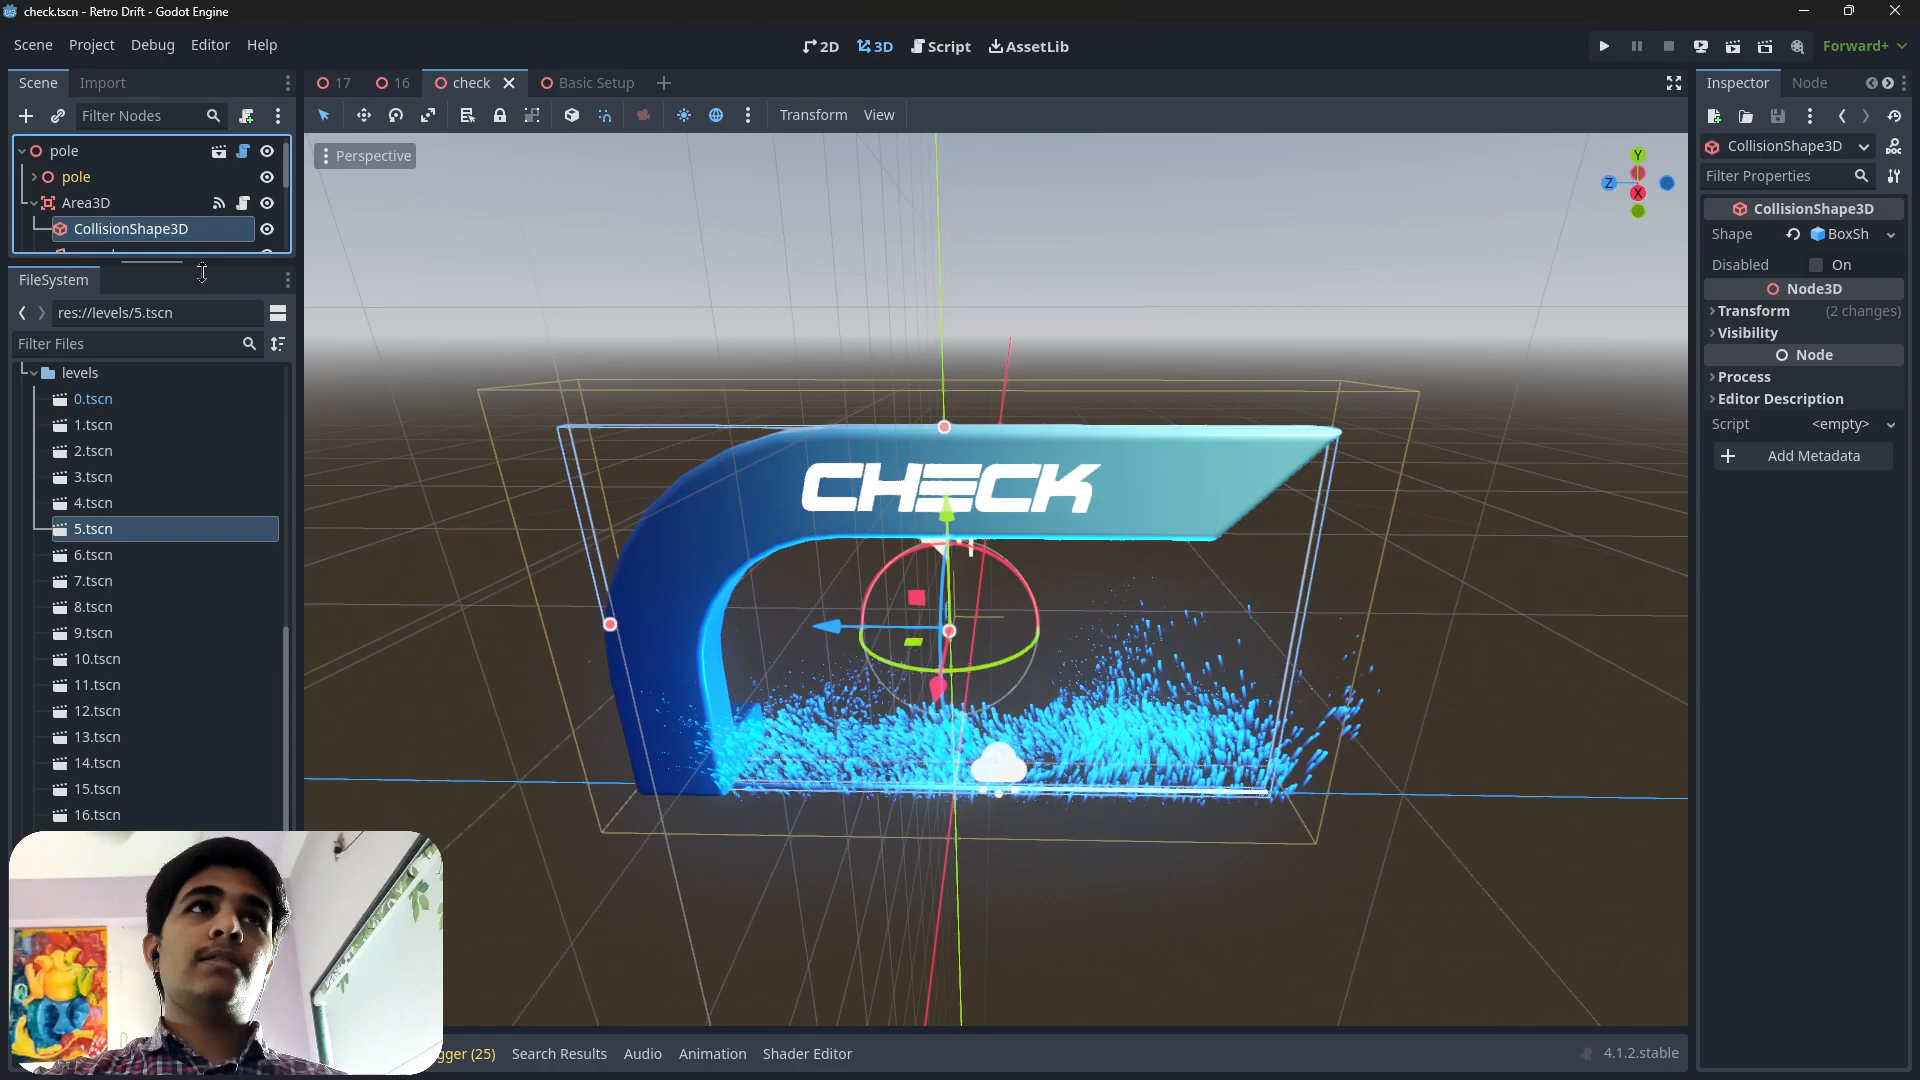 check.tscn - Retro Drift - Godot Engine
Scene Project Debug Editor Help
2D 3D Script AssetLib
Forward+
Scene Import
17 16 check Basic Setup
Inspector Node
Filter Nodes
Transform View
pole
pole
Area3D
CollisionShape3D
Perspective
Y
Z
X
CHECK
FileSystem
res://levels/5.tscn
Filter Files
levels
0.tscn
1.tscn
2.tscn
3.tscn
4.tscn
5.tscn
6.tscn
7.tscn
8.tscn
9.tscn
10.tscn
11.tscn
12.tscn
13.tscn
14.tscn
15.tscn
16.tscn
CollisionShape3D
Filter Properties
CollisionShape3D
Shape BoxSh
Disabled On
Node3D
Transform (2 changes)
Visibility
Node
Process
Editor Description
Script <empty>
Add Metadata
gger (25) Search Results Audio Animation Shader Editor
4.1.2.stable